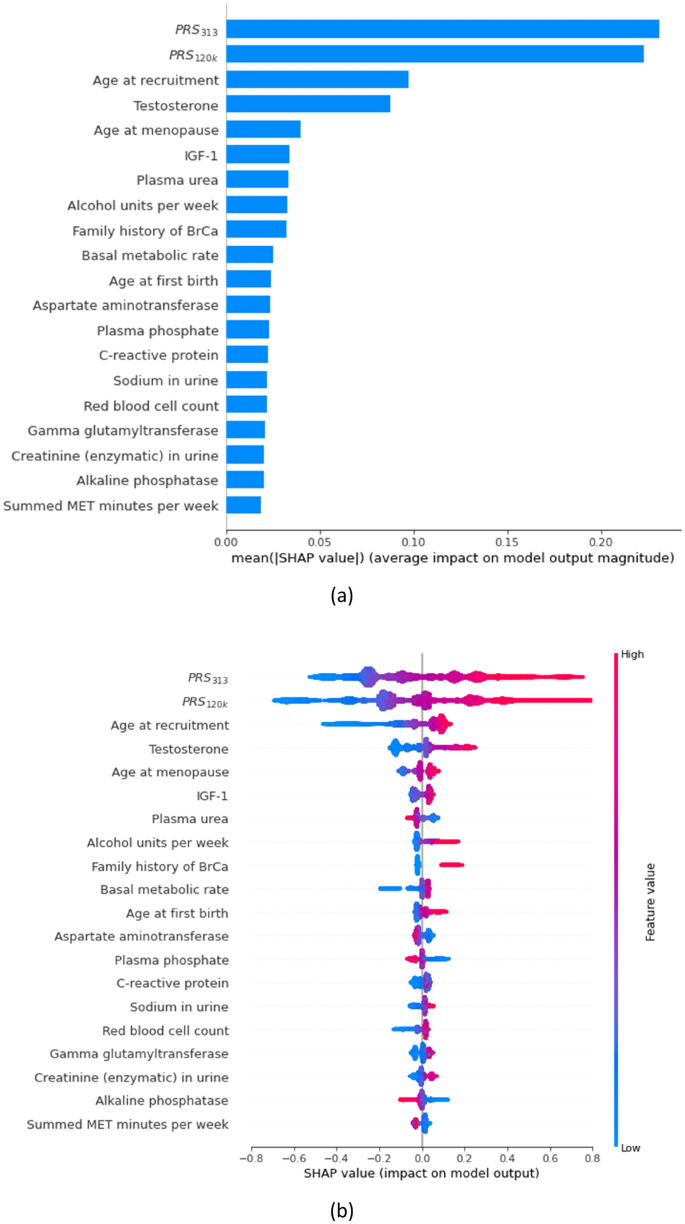 PRS313
PRS120k
Age at recruitment
Testosterone
Age at menopause
IGF-1
Plasma urea
Alcohol units per week
Family history of BrCa
Basal metabolic rate
Age at first birth
Aspartate aminotransferase
Plasma phosphate
C-reactive protein
Sodium in urine
Red blood cell count
Gamma glutamyltransferase
Creatinine (enzymatic) in urine
Alkaline phosphatase
Summed MET minutes per week
0.00 0.05 0.10 0.15 0.20
mean(|SHAP value|) (average impact on model output magnitude)
(a)
High
PRS313
PRS120k
Age at recruitment
Testosterone
Age at menopause
IGF-1
Plasma urea
Alcohol units per week
Family history of BrCa
Basal metabolic rate
Age at first birth
Aspartate aminotransferase
Plasma phosphate
C-reactive protein
Sodium in urine
Red blood cell count
Gamma glutamyltransferase
Creatinine (enzymatic) in urine
Alkaline phosphatase
Summed MET minutes per week
Feature value
Low
−0.8 −0.6 −0.4 −0.2 0.0 0.2 0.4 0.6 0.8
SHAP value (impact on model output)
(b)